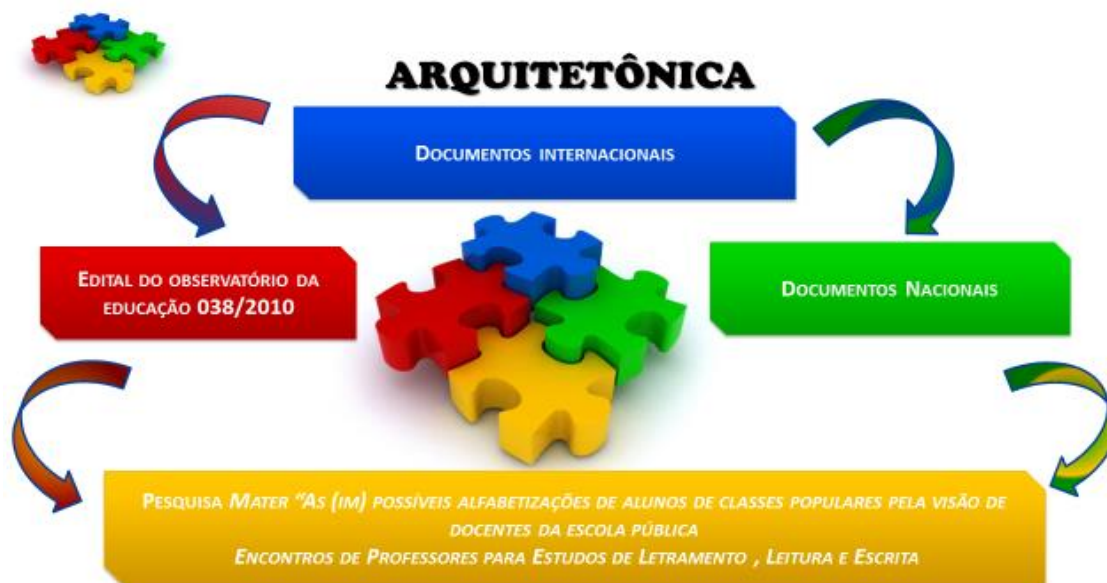 ARQUITETÔNICA
DOCUMENTOS INTERNACIONAIS
EDITAL DO OBSERVATÓRIO DA
EDUCAÇÃO 038/2010
DOCUMENTOS NACIONAIS
PESQUISA MATER "AS (IM) POSSÍVEIS ALFABETIZAÇÕES DE ALUNOS DE CLASSES POPULARES PELA VISÃO DE
DOCENTES DA ESCOLA PÚBLICA
ENCONTROS DE PROFESSORES PARA ESTUDOS DE LETRAMENTO , LEITURA E ESCRITA